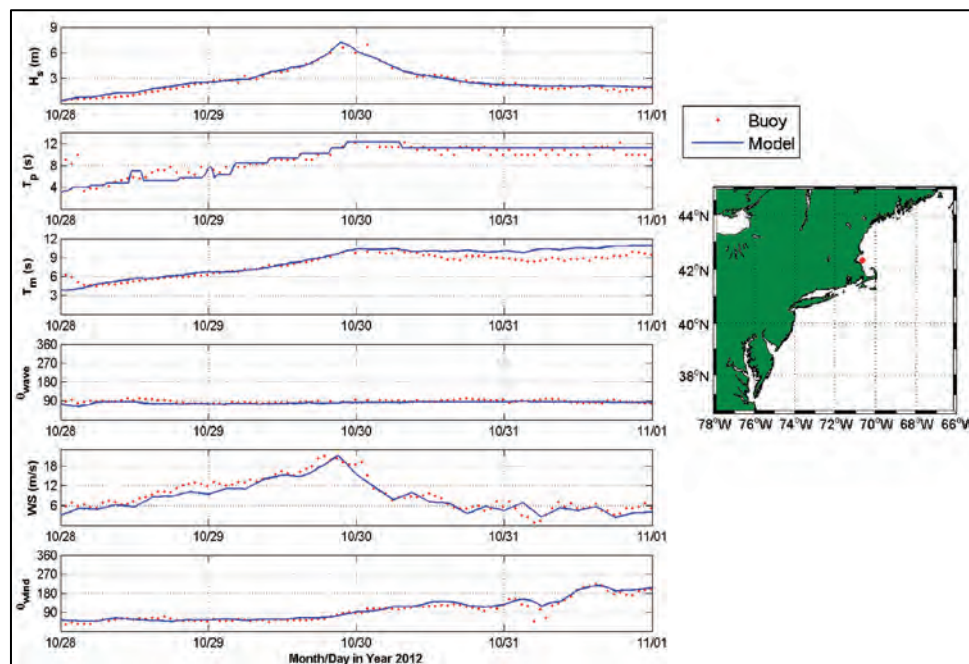 9
6
3
Hs (m)
10/28 10/29 10/30 10/31 11/01
12
8
4
Tp (s)
10/28 10/29 10/30 10/31 11/01
12
9
6
3
Tm (s)
10/28 10/29 10/30 10/31 11/01
360
270
180
90
θwave
10/28 10/29 10/30 10/31 11/01
18
12
6
WS (m/s)
10/28 10/29 10/30 10/31 11/01
360
270
180
90
θwind
10/28 10/29 10/30 10/31 11/01
Month/Day in Year 2012
Buoy
Model
44°N
42°N
40°N
38°N
78°W 76°W 74°W 72°W 70°W 68°W 66°W